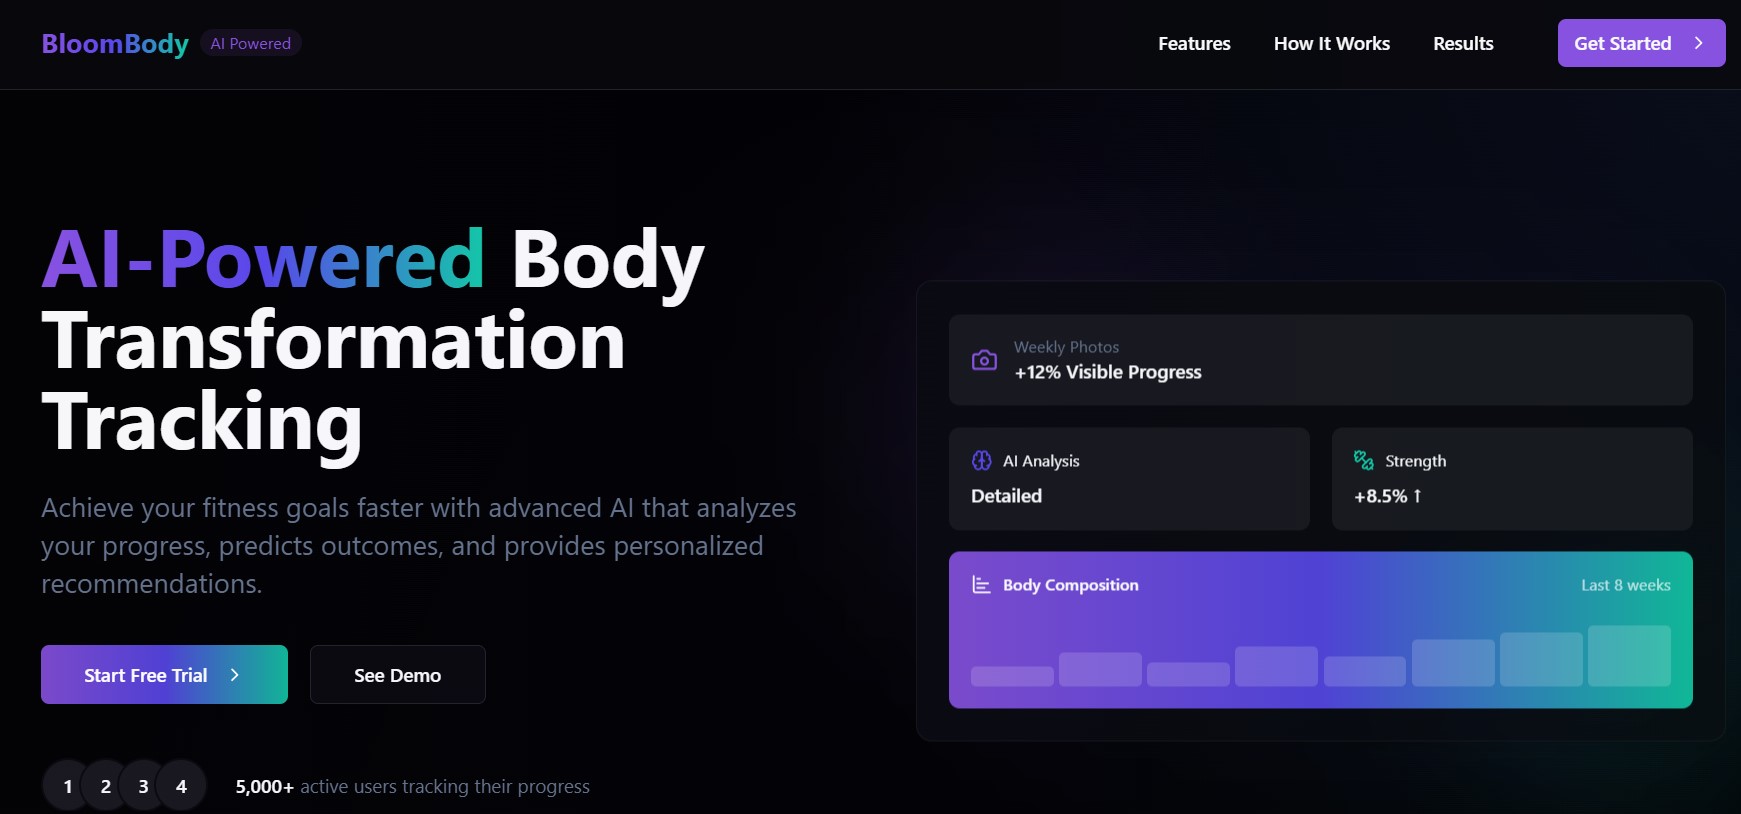 BloomBody AI Powered
Features How It Works Results Get Started
AI-Powered Body
Transformation
Tracking
Achieve your fitness goals faster with advanced AI that analyzes
your progress, predicts outcomes, and provides personalized
recommendations.
Start Free Trial See Demo
1 2 3 4 5,000+ active users tracking their progress
Weekly Photos
+12% Visible Progress
AI Analysis
Detailed
Strength
+8.5% ↑
Body Composition Last 8 weeks